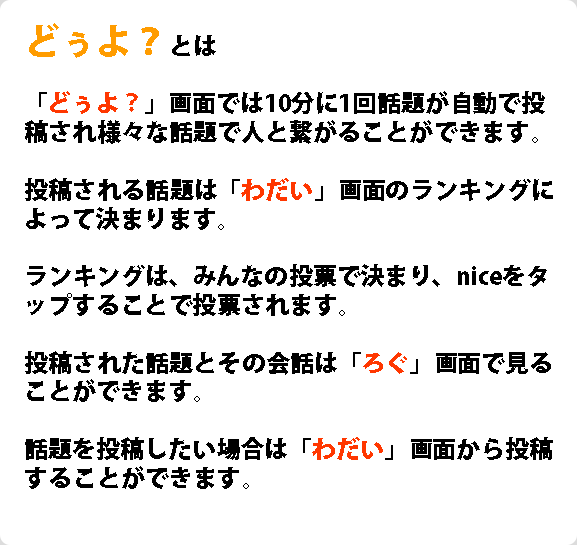 どぅよ？とは
「どぅよ？」画面では10分に1回話題が自動で投
稿され様々な話題で人と繋がることができます。
投稿される話題は「わだい」画面のランキングに
よって決まります。
ランキングは、みんなの投票で決まり、niceをタ
ップすることで投票されます。
投稿された話題とその会話は「ろぐ」画面で見る
ことができます。
話題を投稿したい場合は「わだい」画面から投稿
することができます。